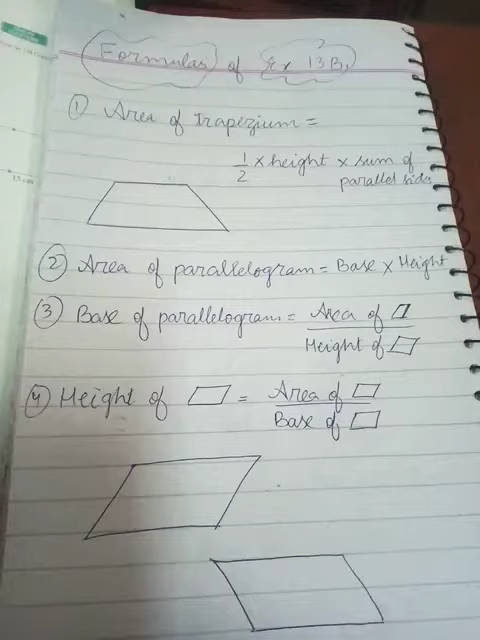 Formulas of Ex 13B.
① Area of trapezium =
1/2 × height × sum of
parallel sides
② Area of parallelogram = Base × Height
③ Base of parallelogram = Area of ▱
Height of ▱
④ Height of ▱ = Area of ▱
Base of ▱